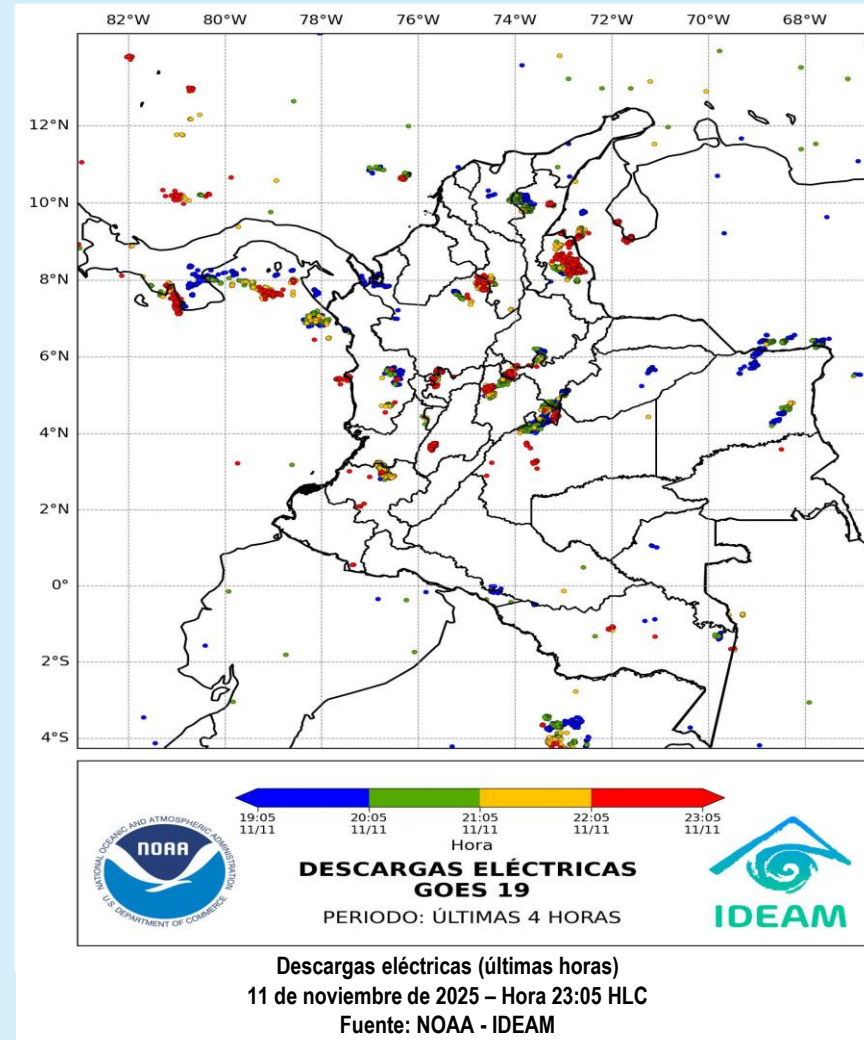 82°W 80°W 78°W 76°W 74°W 72°W 70°W 68°W
12°N
10°N
8°N
6°N
4°N
2°N
0°
2°S
4°S
19:05 20:05 21:05 22:05 23:05
11/11 11/11 11/11 11/11 11/11
Hora
DESCARGAS ELÉCTRICAS
GOES 19
PERIODO: ÚLTIMAS 4 HORAS
NATIONAL OCEANIC AND ATMOSPHERIC ADMINISTRATION
NOAA
U.S. DEPARTMENT OF COMMERCE
IDEAM
Descargas eléctricas (últimas horas)
11 de noviembre de 2025 – Hora 23:05 HLC
Fuente: NOAA - IDEAM